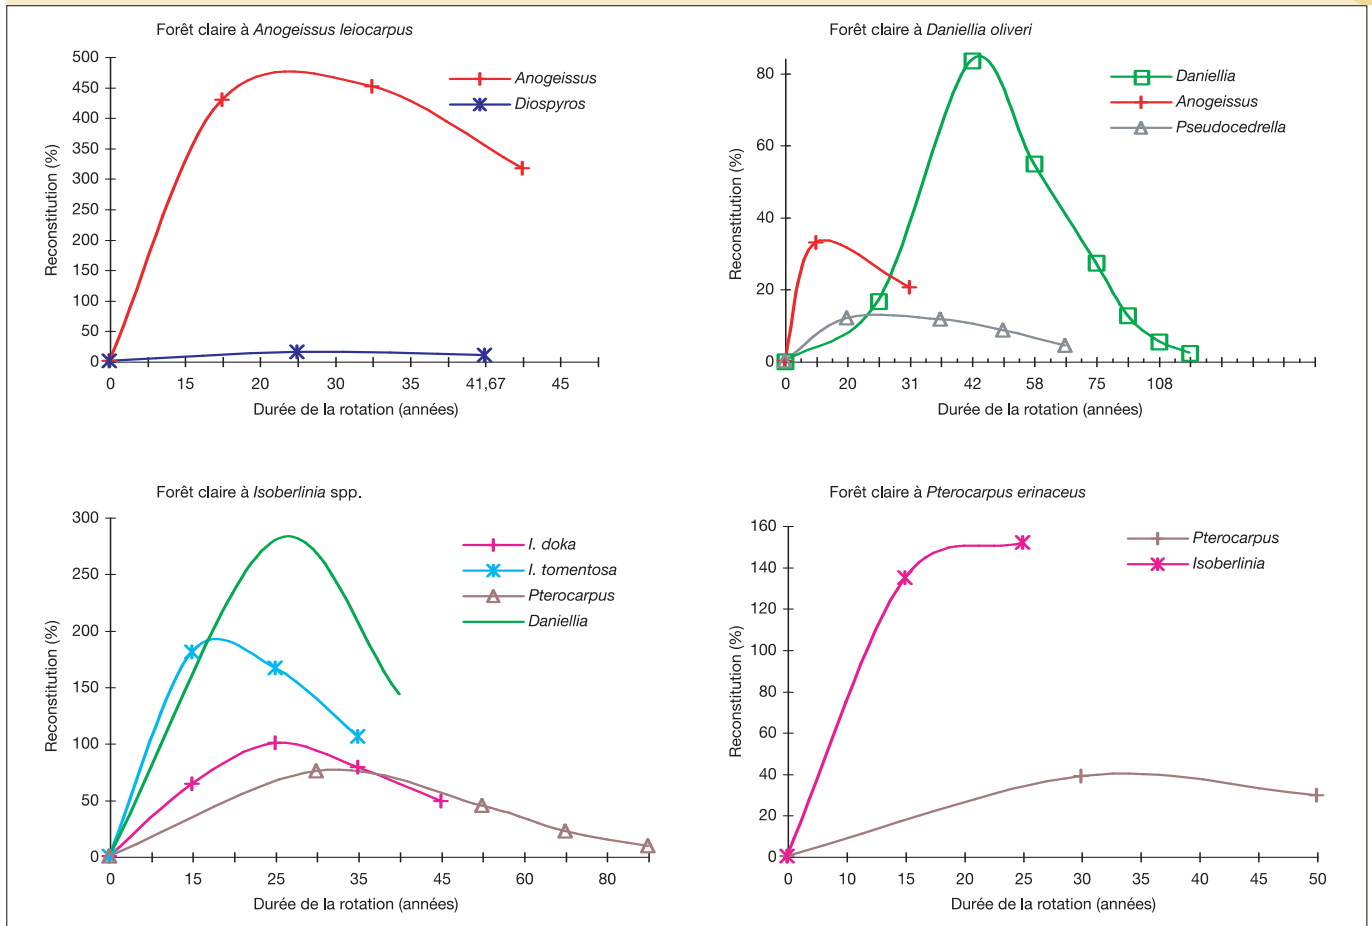 Forêt claire à Anogeissus leiocarpus
Reconstitution (%)
500
450
400
350
300
250
200
150
100
50
0
Anogeissus
Diospyros
0 15 20 30 35 41,67 45
Durée de la rotation (années)
Forêt claire à Daniellia oliveri
Reconstitution (%)
80
60
40
20
0
Daniellia
Anogeissus
Pseudocedrella
0 20 31 42 58 75 108
Durée de la rotation (années)
Forêt claire à Isoberlinia spp.
Reconstitution (%)
300
250
200
150
100
50
0
I. doka
I. tomentosa
Pterocarpus
Daniellia
0 15 25 35 45 60 80
Durée de la rotation (années)
Forêt claire à Pterocarpus erinaceus
Reconstitution (%)
160
140
120
100
80
60
40
20
0
Pterocarpus
Isoberlinia
0 10 15 20 25 30 35 40 45 50
Durée de la rotation (années)